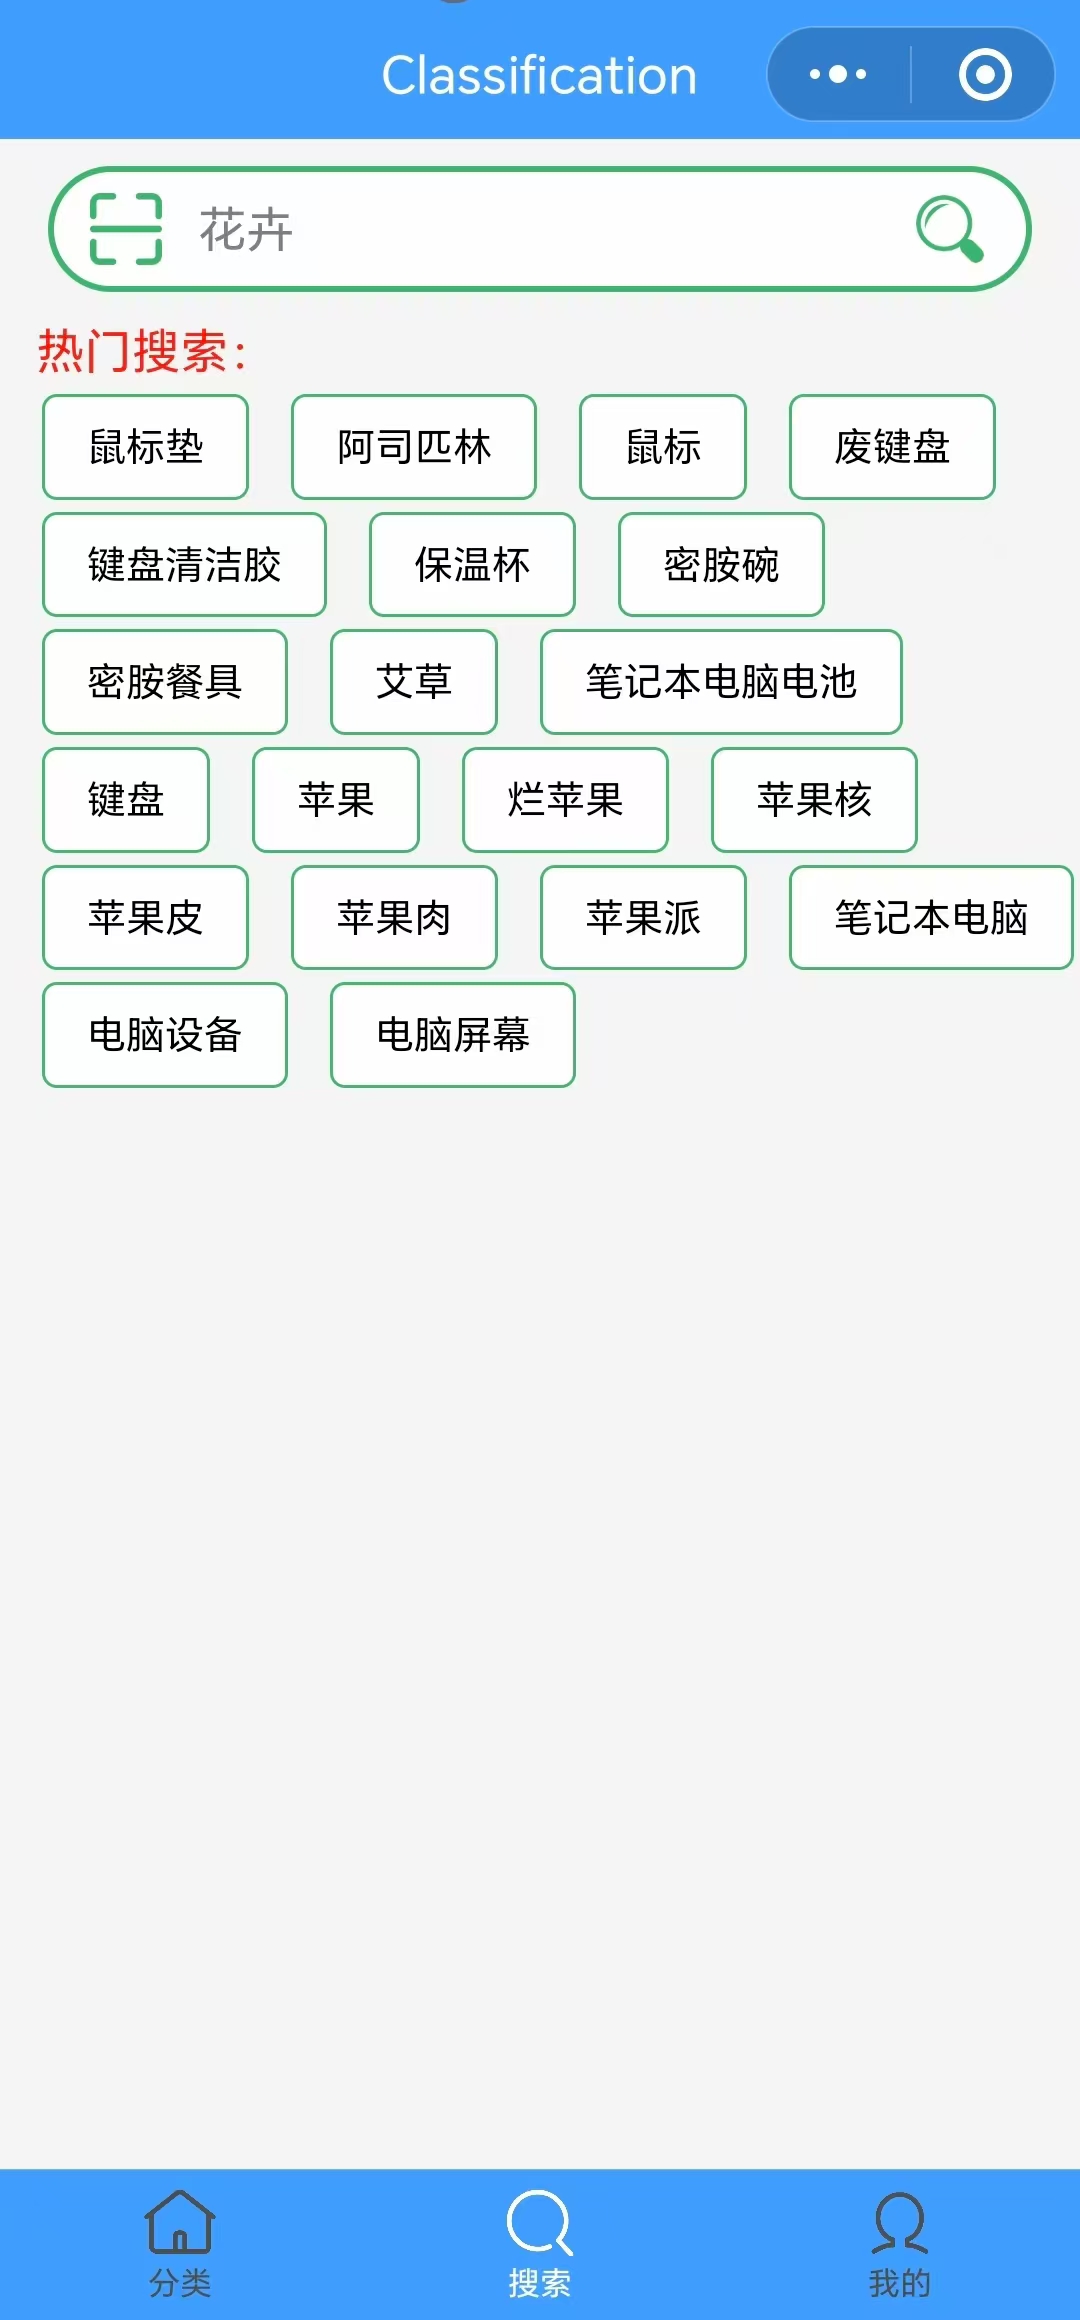 Classification
花卉
热门搜索:
鼠标垫 阿司匹林 鼠标 废键盘
键盘清洁胶 保温杯 密胺碗
密胺餐具 艾草 笔记本电脑电池
键盘 苹果 烂苹果 苹果核
苹果皮 苹果肉 苹果派 笔记本电脑
电脑设备 电脑屏幕
分类 搜索 我的